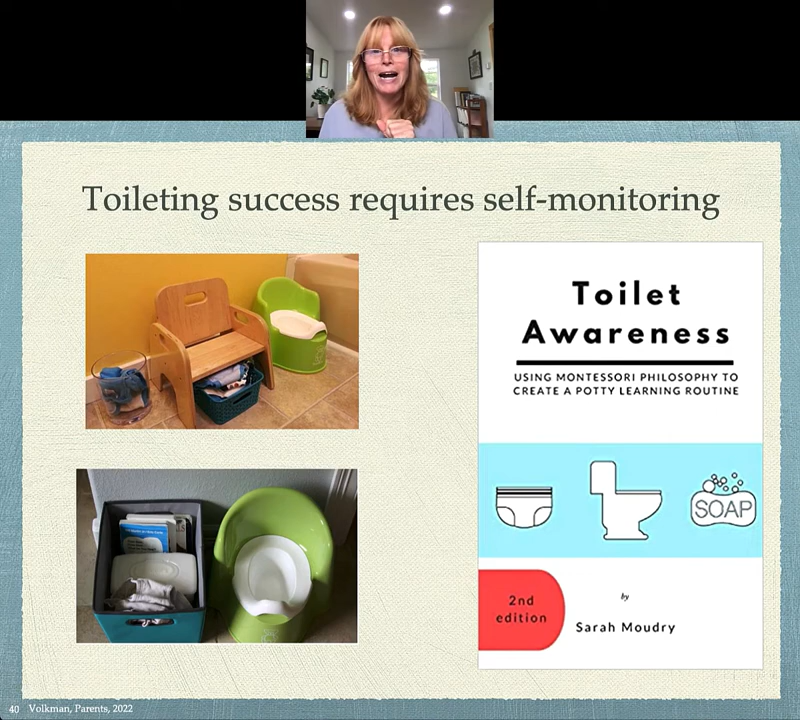 Toileting success requires self-monitoring
Toilet
Awareness
USING MONTESSORI PHILOSOPHY TO
CREATE A POTTY LEARNING ROUTINE
SOAP
2nd
edition
by
Sarah Moudry
40 Volkman, Parents, 2022